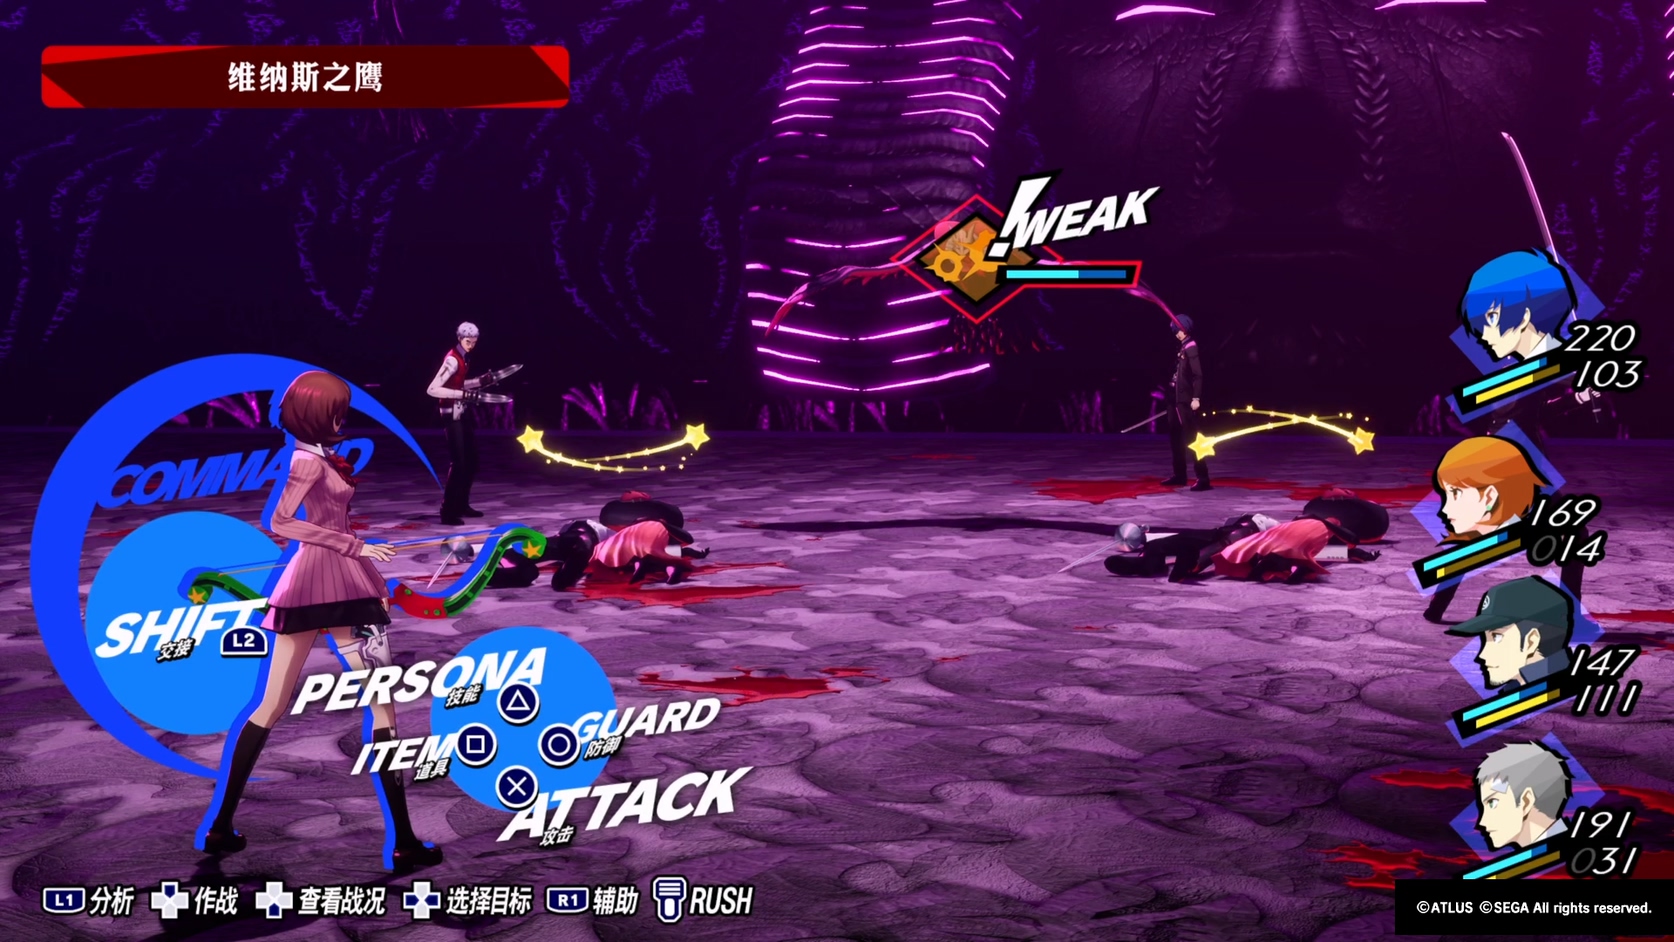 维纳斯之鹰
!WEAK
220
103
169
014
147
111
191
031
COMMAND
SHIFT
交接
L2
PERSONA
技能
GUARD
防御
ITEM
道具
ATTACK
攻击
L1 分析 作战 查看战况 选择目标 R1 辅助 RUSH
©ATLUS ©SEGA All rights reserved.